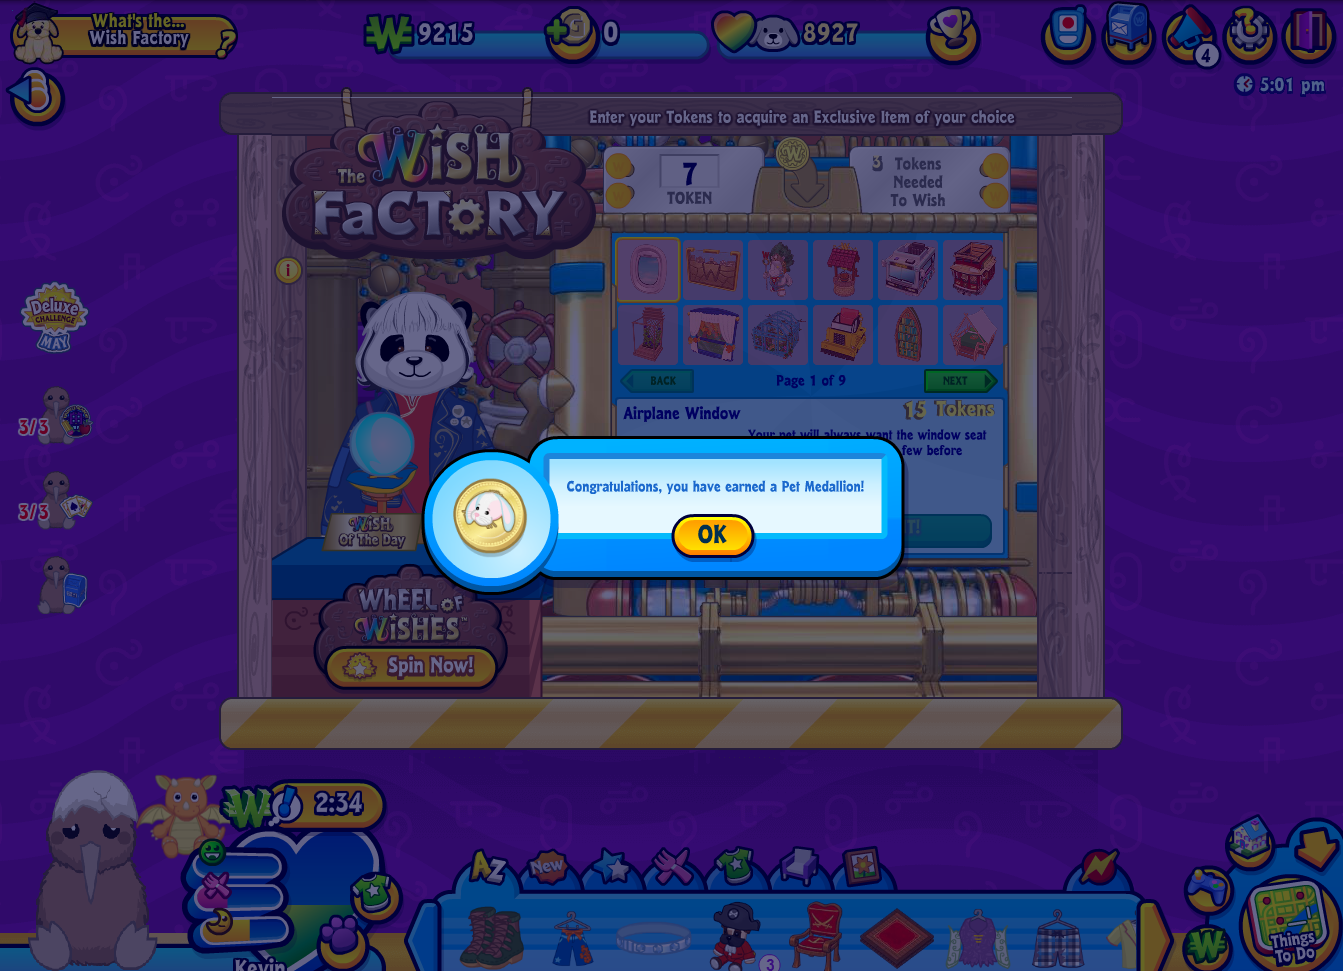 What's the...
Wish Factory
?
9215
0
8927
4
5:01 pm
Enter your Tokens to acquire an Exclusive Item of your choice
The WISH
FACTORY
7
TOKEN
Tokens
Needed
To Wish
i
Deluxe
CHALLENGE
MAY
3/3
3/3
BACK
Page 1 of 9
NEXT
Airplane Window
15 Tokens
Your pet will always want the window seat
few before
Congratulations, you have earned a Pet Medallion!
OK
WISH
Of The Day
WHEEL OF
WISHES™
Spin Now!
2:34
AZ
New
Kevin
3
Things
To Do